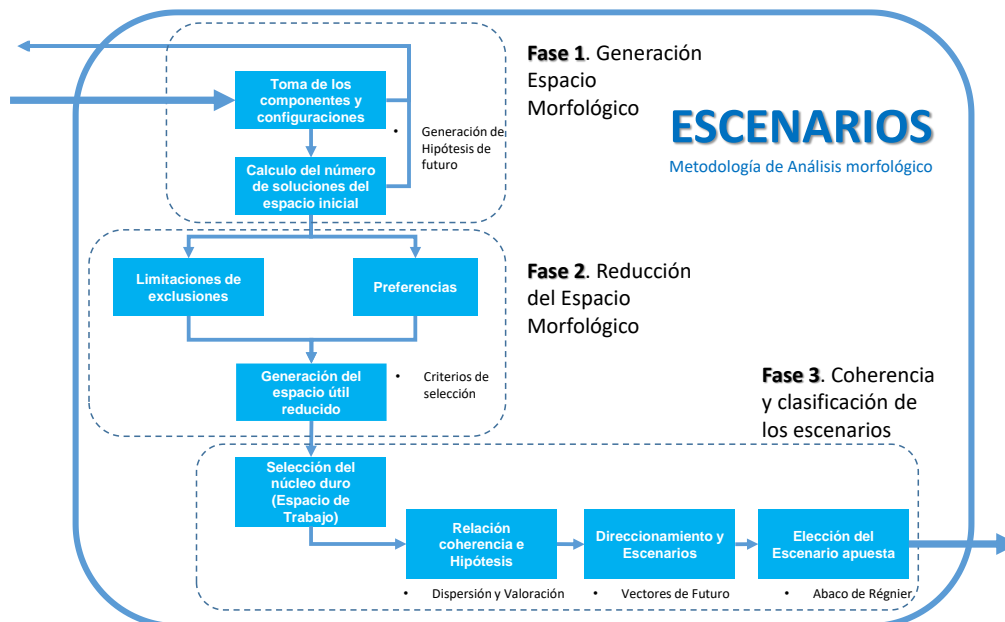 Fase 1. Generación
Espacio
Morfológico
ESCENARIOS
Metodología de Análisis morfológico
Toma de los
componentes y
configuraciones
• Generación de
Hipótesis de
futuro
Calculo del número
de soluciones del
espacio inicial
Limitaciones de
exclusiones
Preferencias
Fase 2. Reducción
del Espacio
Morfológico
Generación del
espacio útil
reducido
• Criterios de
selección
Fase 3. Coherencia
y clasificación de
los escenarios
Selección del
núcleo duro
(Espacio de
Trabajo)
Relación
coherencia e
Hipótesis
Direccionamiento y
Escenarios
Elección del
Escenario apuesta
• Dispersión y Valoración
• Vectores de Futuro
• Abaco de Régnier